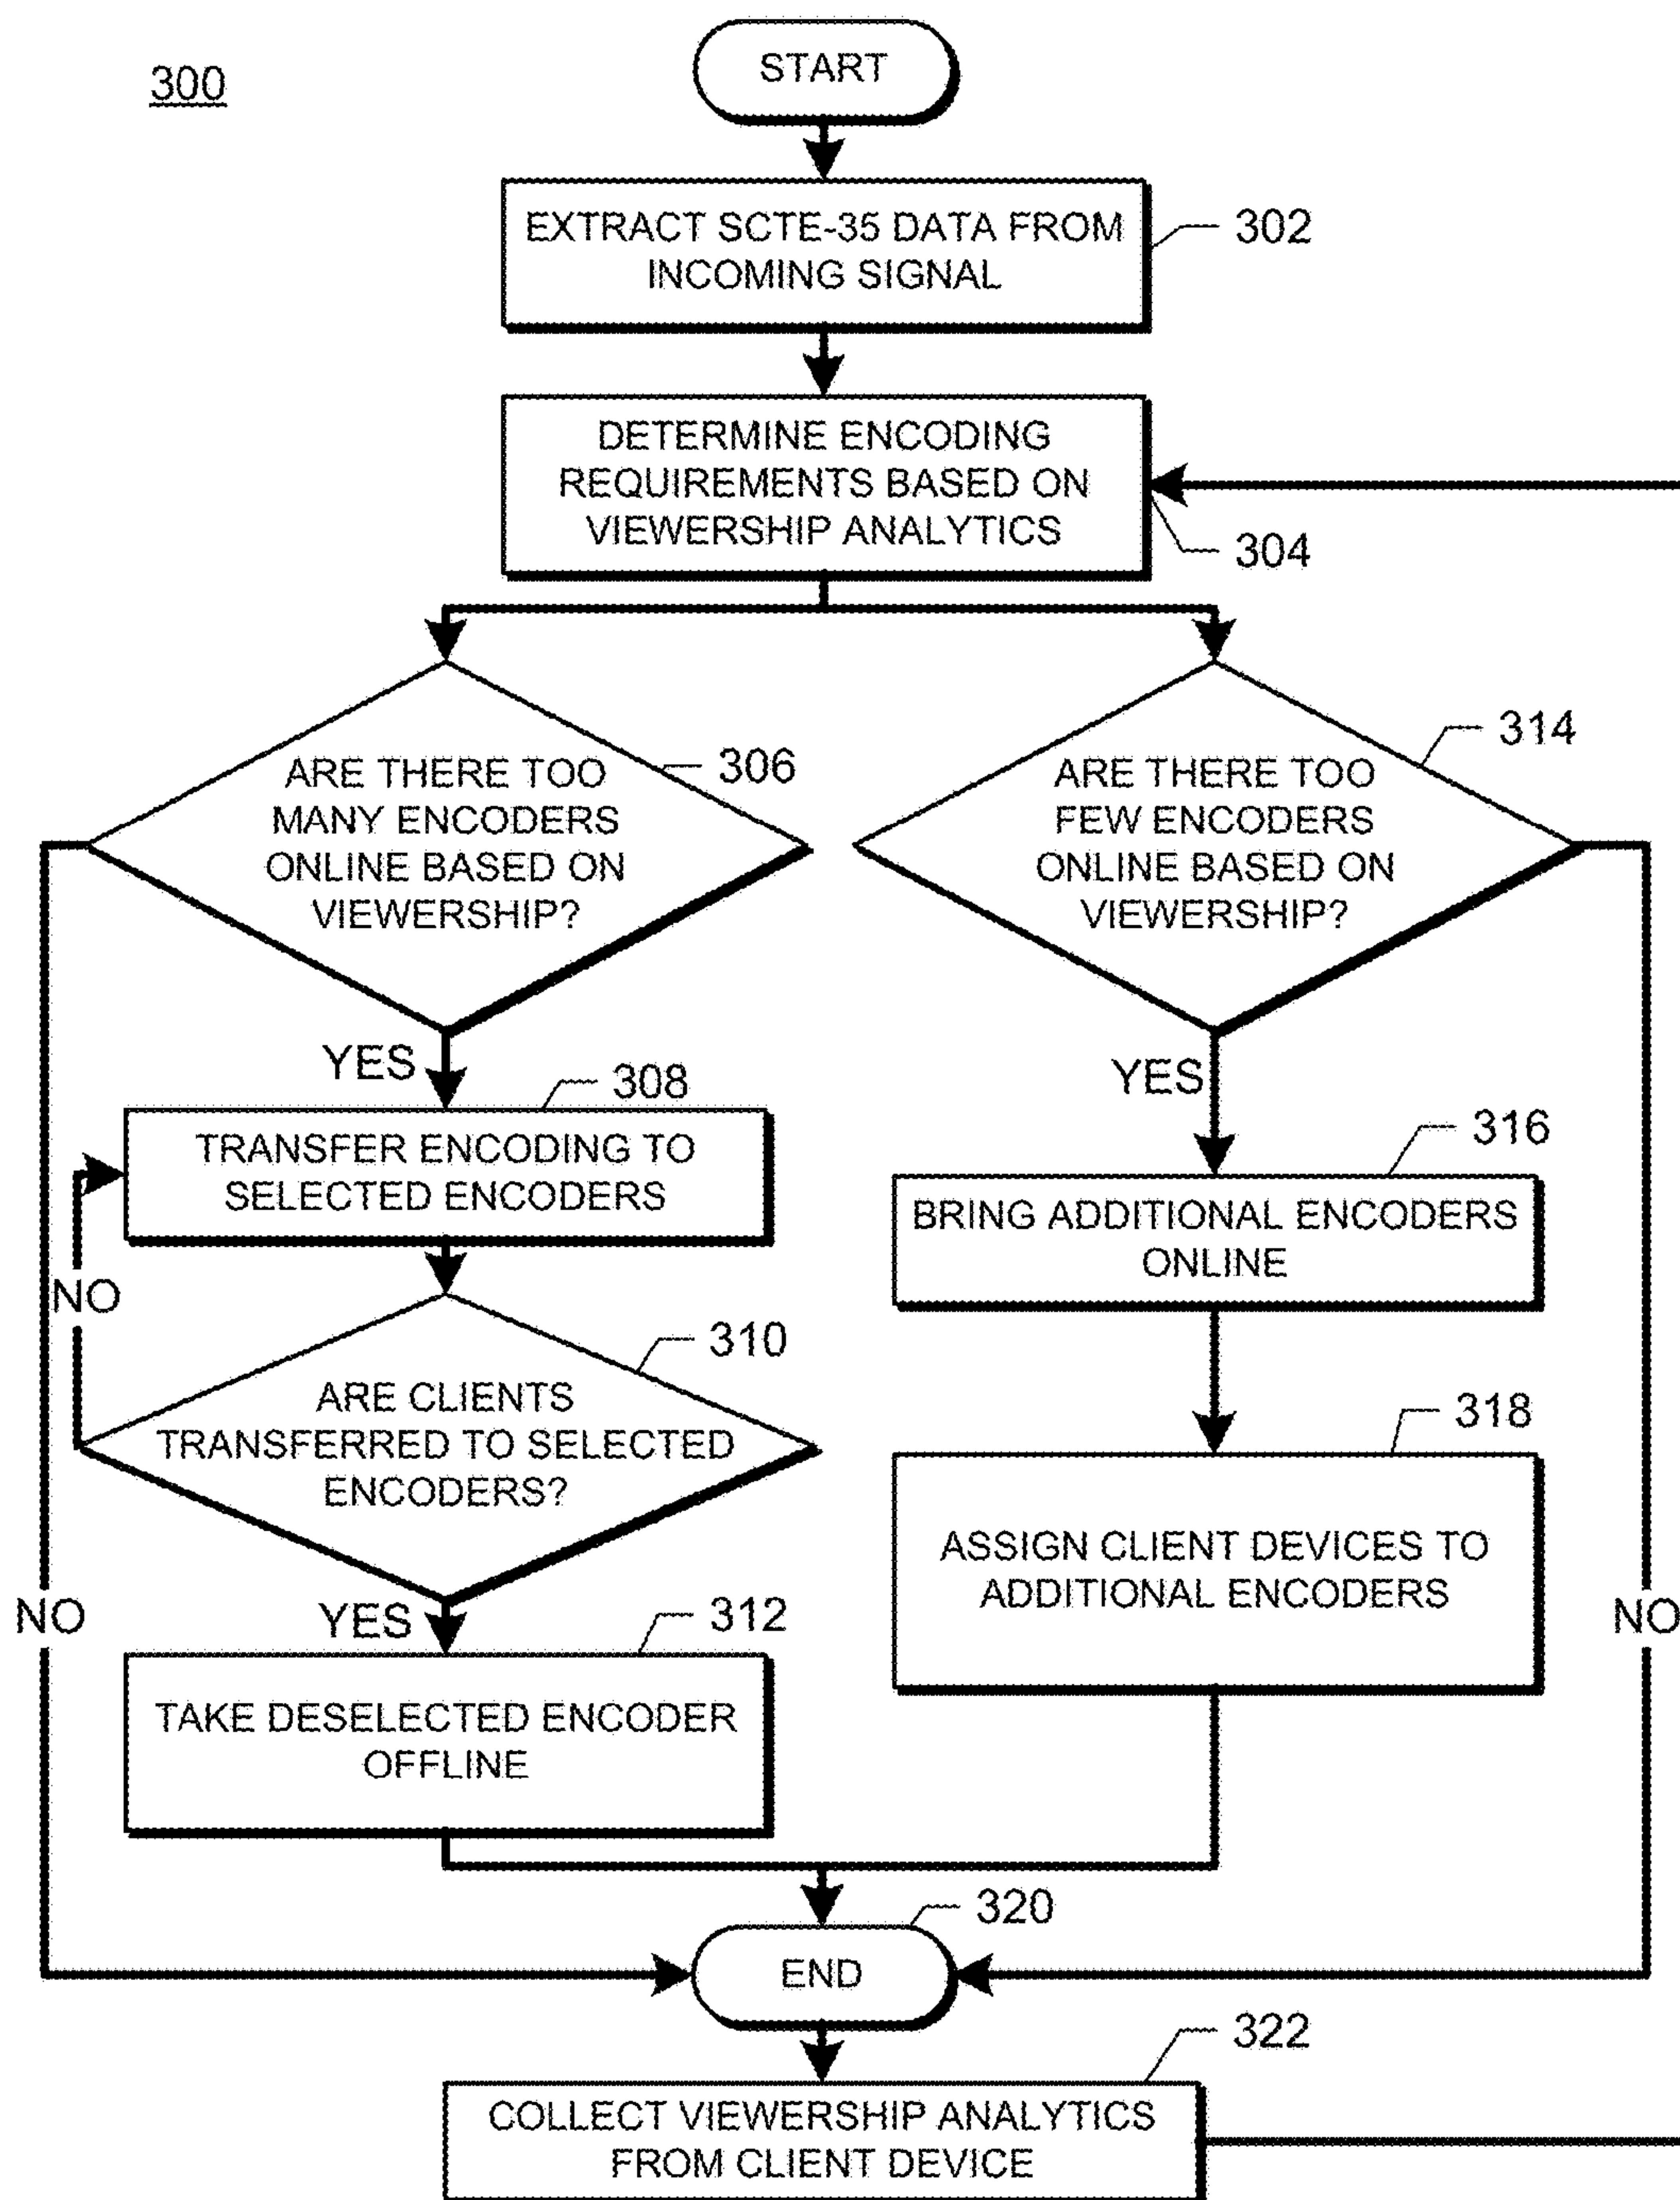 300
START
EXTRACT SCTE-35 DATA FROM
INCOMING SIGNAL
302
DETERMINE ENCODING
REQUIREMENTS BASED ON
VIEWERSHIP ANALYTICS
304
ARE THERE TOO
MANY ENCODERS
ONLINE BASED ON
VIEWERSHIP?
306
ARE THERE TOO
FEW ENCODERS
ONLINE BASED ON
VIEWERSHIP?
314
YES
YES
308
TRANSFER ENCODING TO
SELECTED ENCODERS
316
BRING ADDITIONAL ENCODERS
ONLINE
NO
310
ARE CLIENTS
TRANSFERRED TO SELECTED
ENCODERS?
318
ASSIGN CLIENT DEVICES TO
ADDITIONAL ENCODERS
NO
YES
312
NO
TAKE DESELECTED ENCODER
OFFLINE
320
END
322
COLLECT VIEWERSHIP ANALYTICS
FROM CLIENT DEVICE